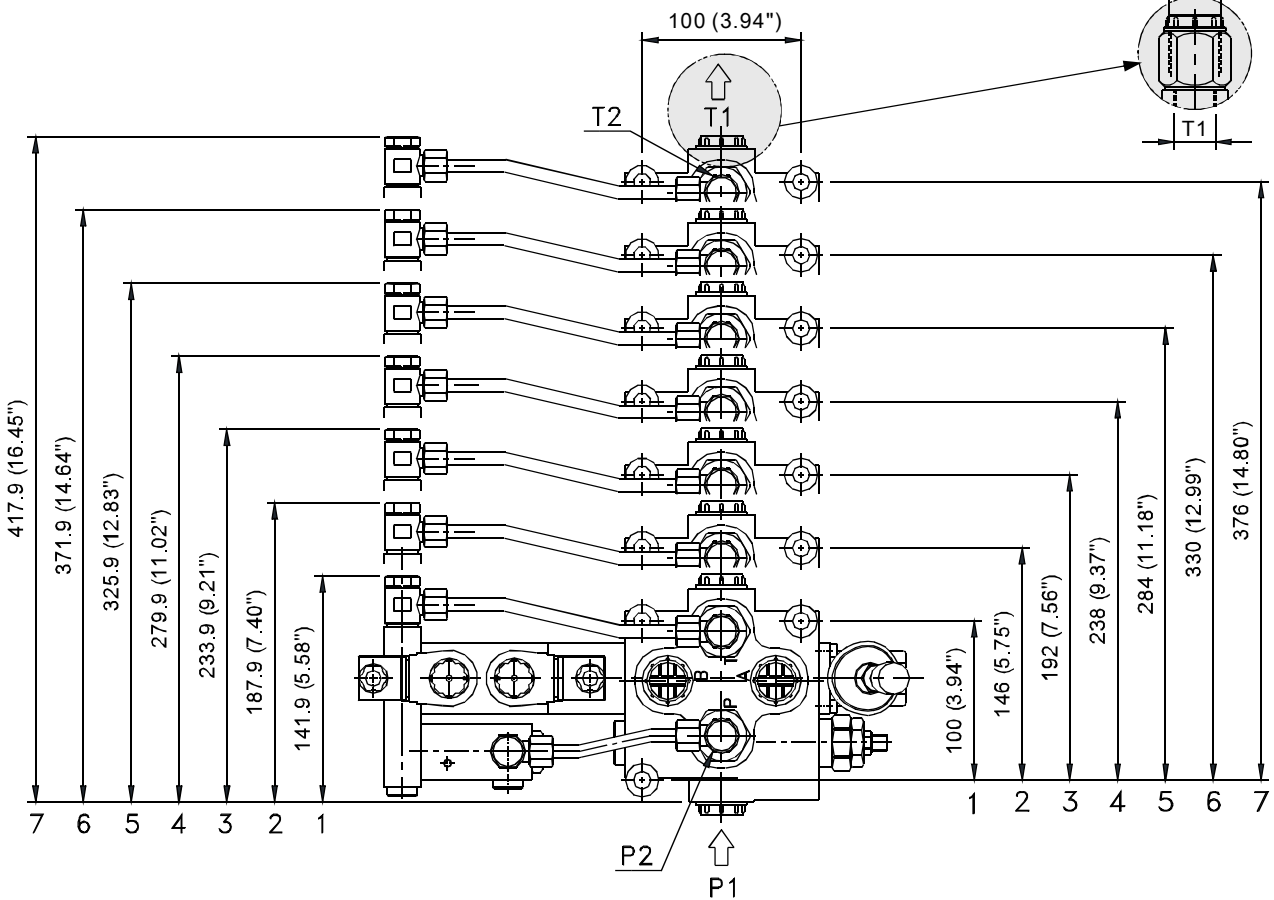 100 (3.94")
T2
T1
T1
417.9 (16.45")
371.9 (14.64")
325.9 (12.83")
279.9 (11.02")
233.9 (9.21")
187.9 (7.40")
141.9 (5.58")
B
A
T
P
100 (3.94")
146 (5.75")
192 (7.56")
238 (9.37")
284 (11.18")
330 (12.99")
376 (14.80")
7 6 5 4 3 2 1
1 2 3 4 5 6 7
P2
P1